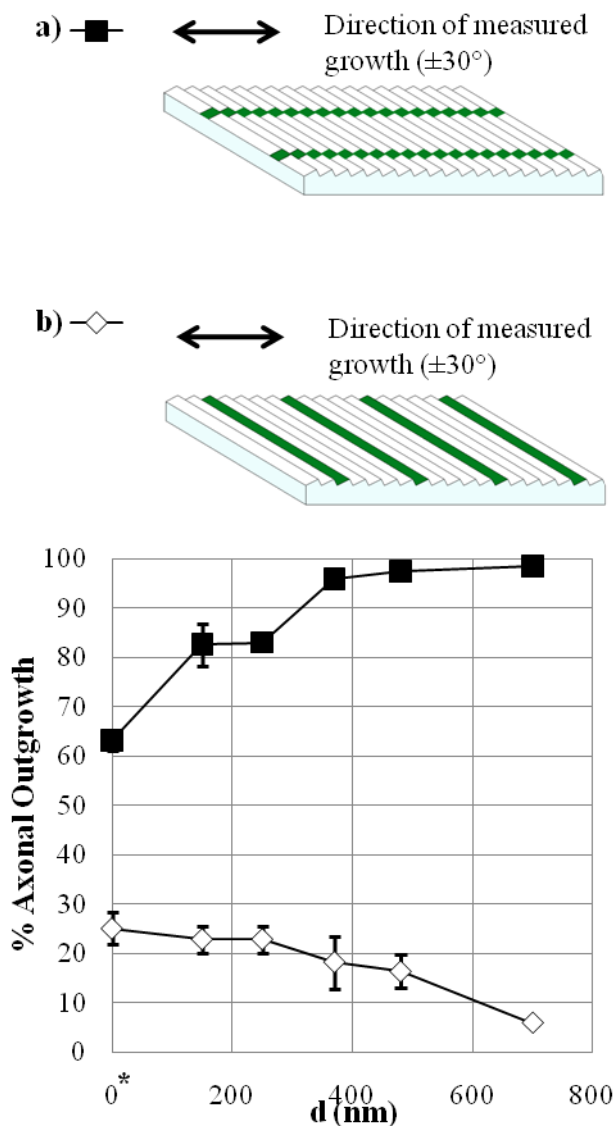 a) Direction of measured
growth (±30°)
b) Direction of measured
growth (±30°)
100
90
80
70
60
50
40
30
20
10
0
% Axonal Outgrowth
0* 200 400 600 800
d (nm)